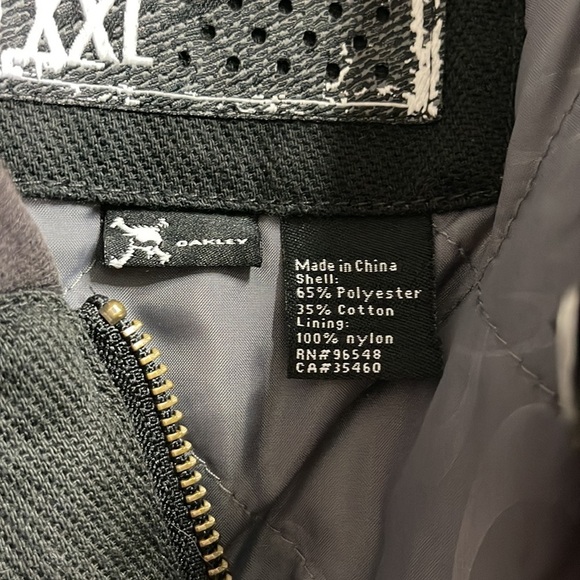 XXL
OAKLEY
Made in China
Shell:
65% Polyester
35% Cotton
Lining:
100% nylon
RN#96548
CA#35460